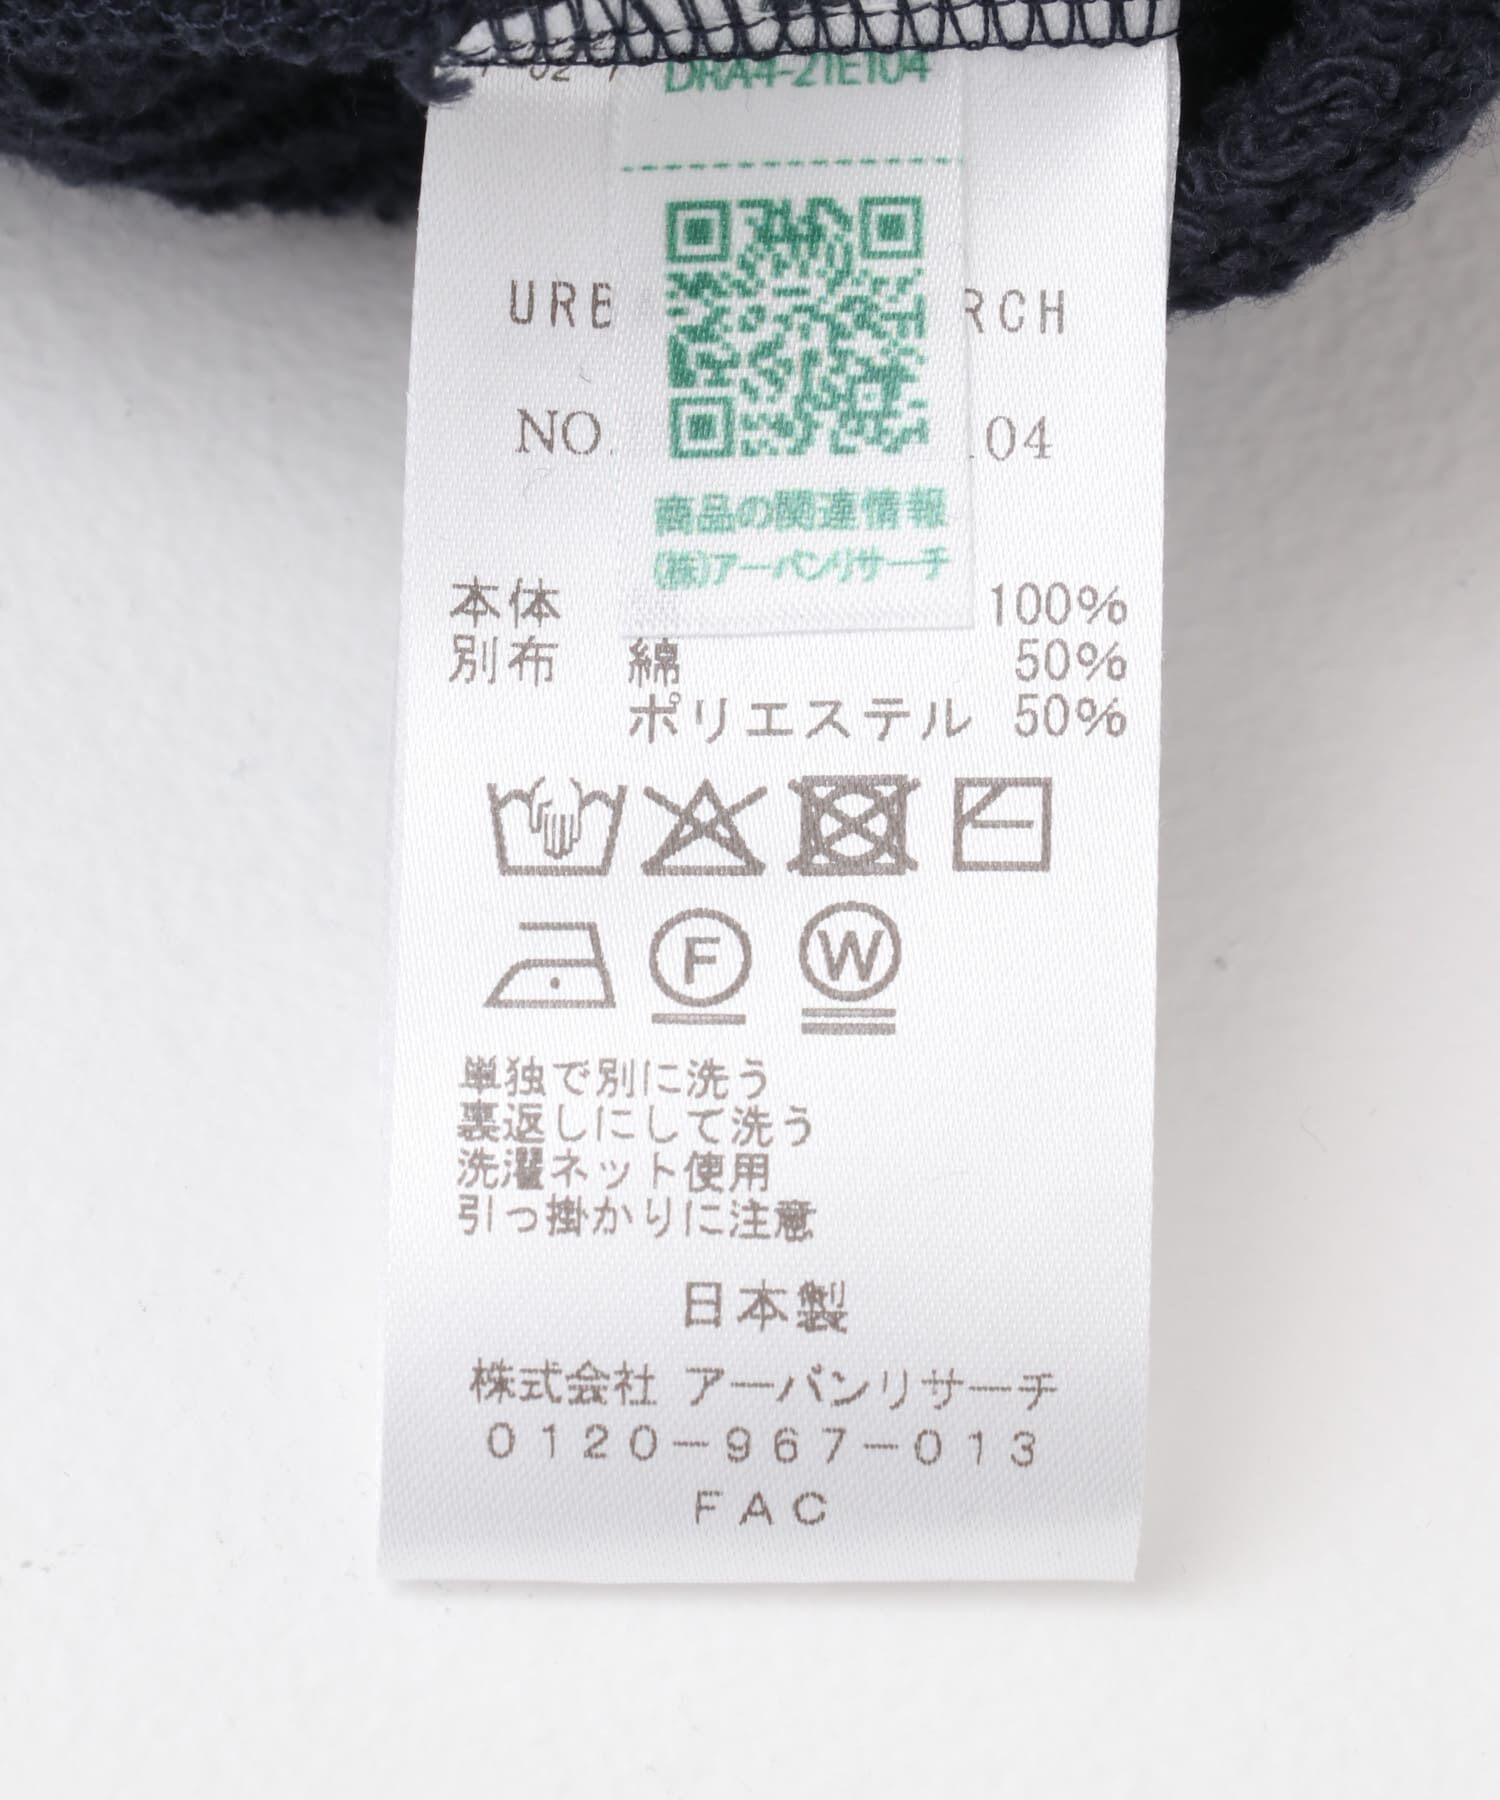 DRA4-21E104
URB
RCH
NO.
04
商品の関連情報
(株)アーバンリサーチ
本体 100%
別布 綿 50%
ポリエステル 50%
F W
単独で別に洗う
裏返しにして洗う
洗濯ネット使用
引っ掛かりに注意
日本製
株式会社 アーバンリサーチ
0120-967-013
FAC